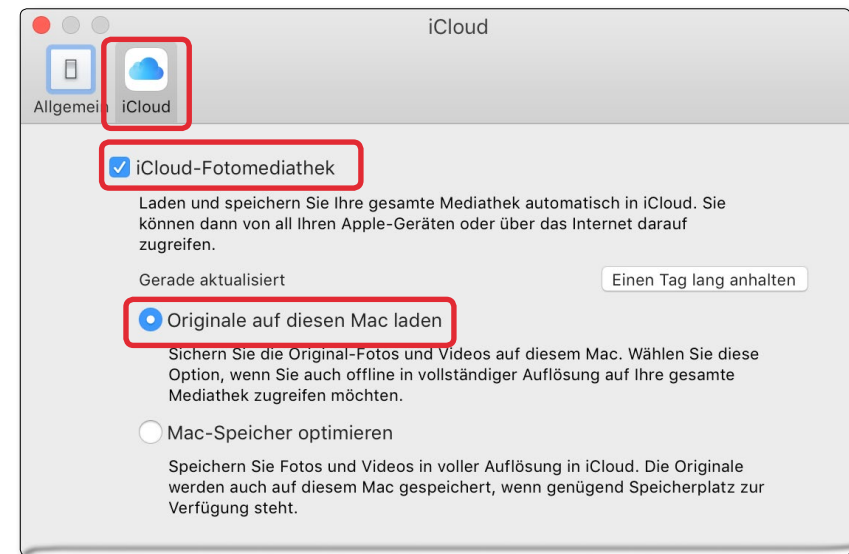 iCloud
Allgemein iCloud
iCloud-Fotomediathek
Laden und speichern Sie Ihre gesamte Mediathek automatisch in iCloud. Sie
können dann von all Ihren Apple-Geräten oder über das Internet darauf
zugreifen.
Gerade aktualisiert Einen Tag lang anhalten
Originale auf diesen Mac laden
Sichern Sie die Original-Fotos und Videos auf diesem Mac. Wählen Sie diese
Option, wenn Sie auch offline in vollständiger Auflösung auf Ihre gesamte
Mediathek zugreifen möchten.
Mac-Speicher optimieren
Speichern Sie Fotos und Videos in voller Auflösung in iCloud. Die Originale
werden auch auf diesem Mac gespeichert, wenn genügend Speicherplatz zur
Verfügung steht.